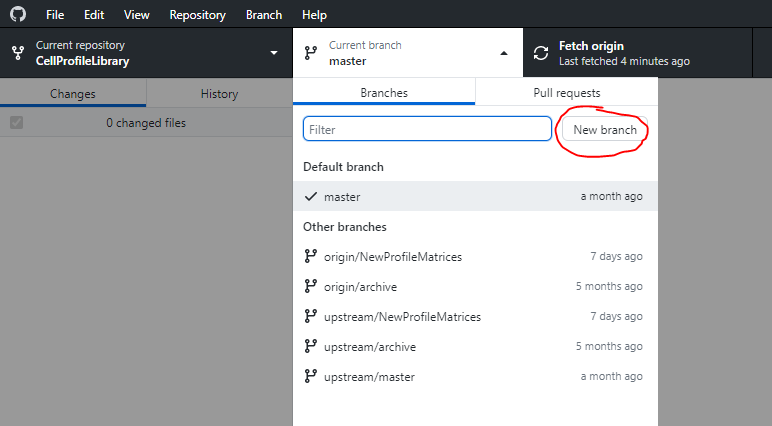 File Edit View Repository Branch Help
Current repository
CellProfileLibrary
Current branch
master
Fetch origin
Last fetched 4 minutes ago
Changes History
0 changed files
Branches Pull requests
Filter New branch
Default branch
master a month ago
Other branches
origin/NewProfileMatrices 7 days ago
origin/archive 5 months ago
upstream/NewProfileMatrices 7 days ago
upstream/archive 5 months ago
upstream/master a month ago